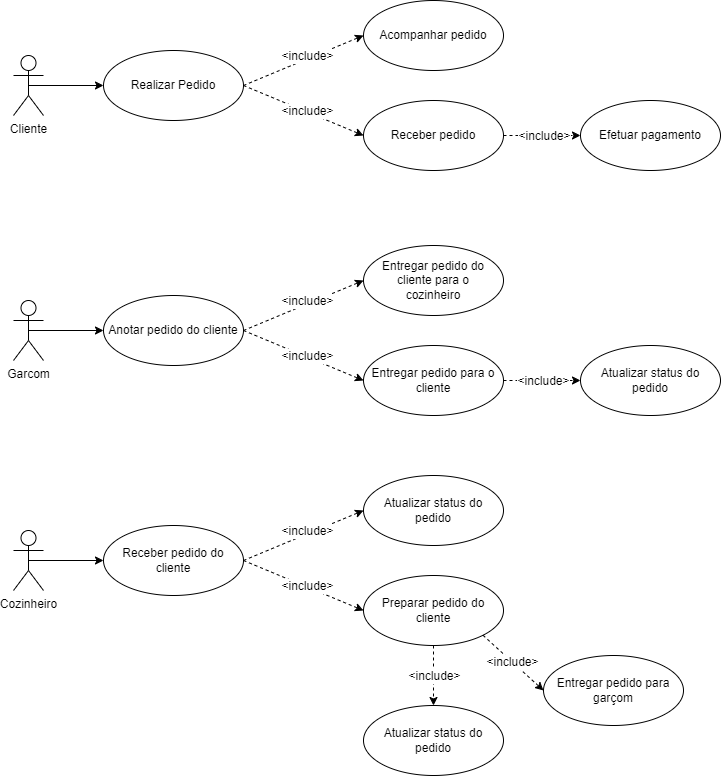 Acompanhar pedido
<include>
Realizar Pedido
<include>
Cliente
Receber pedido
<include>
Efetuar pagamento
Entregar pedido do
cliente para o
cozinheiro
<include>
Anotar pedido do cliente
<include>
Garcom
Entregar pedido para o
cliente
<include>
Atualizar status do
pedido
Atualizar status do
pedido
<include>
Receber pedido do
cliente
<include>
Cozinheiro
Preparar pedido do
cliente
<include>
<include>
Entregar pedido para
garçom
Atualizar status do
pedido